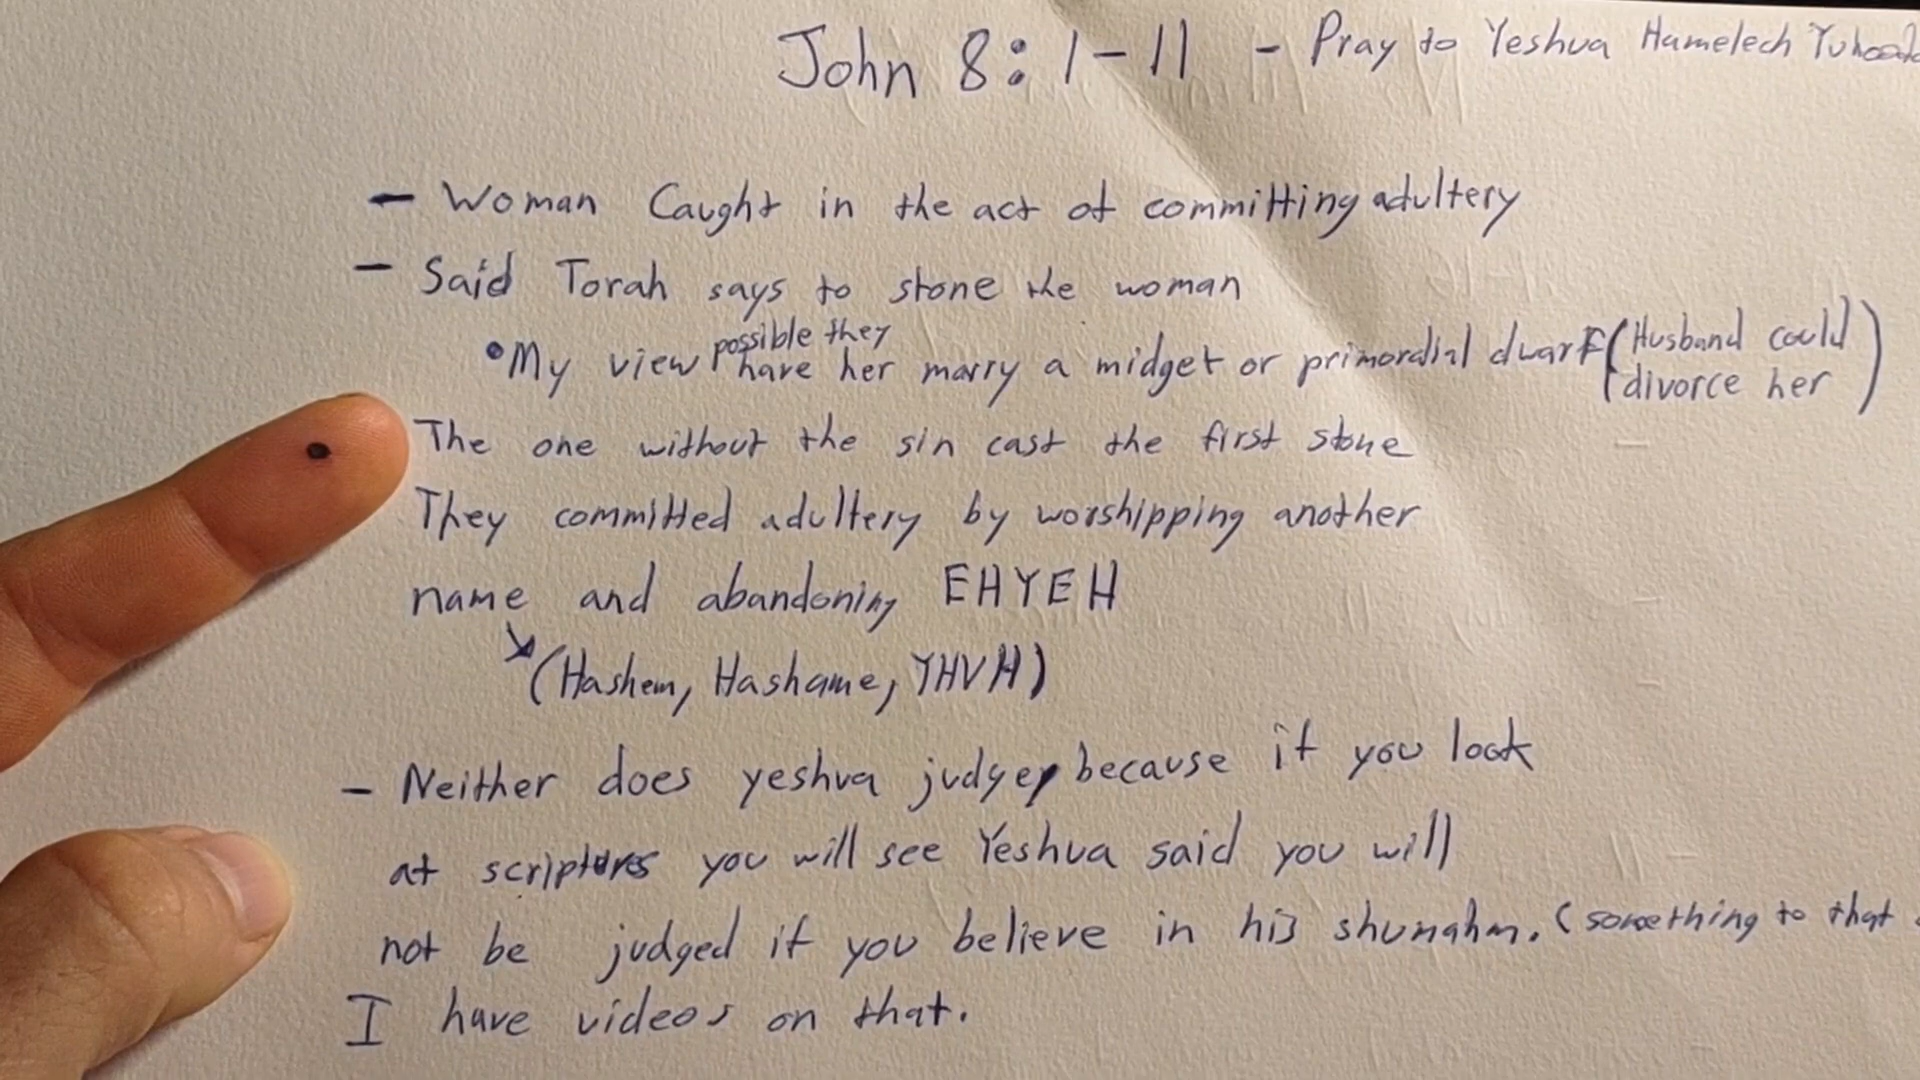 John 8:1-11 - Pray to Yeshua Hamelech
- Woman Caught in the act of committing adultery
- Said Torah says to stone the woman
•My view possible they have her marry a midget or primordial dwarf (Husband could divorce her)
The one without the sin cast the first stone
They committed adultery by worshipping another
name and abandoning EHYEH
(Hashem, Hashame, YHVH)
- Neither does yeshua judge, because if you look
at scriptures you will see Yeshua said you will
not be judged if you believe in his shumahm. (something to that
I have videos on that.